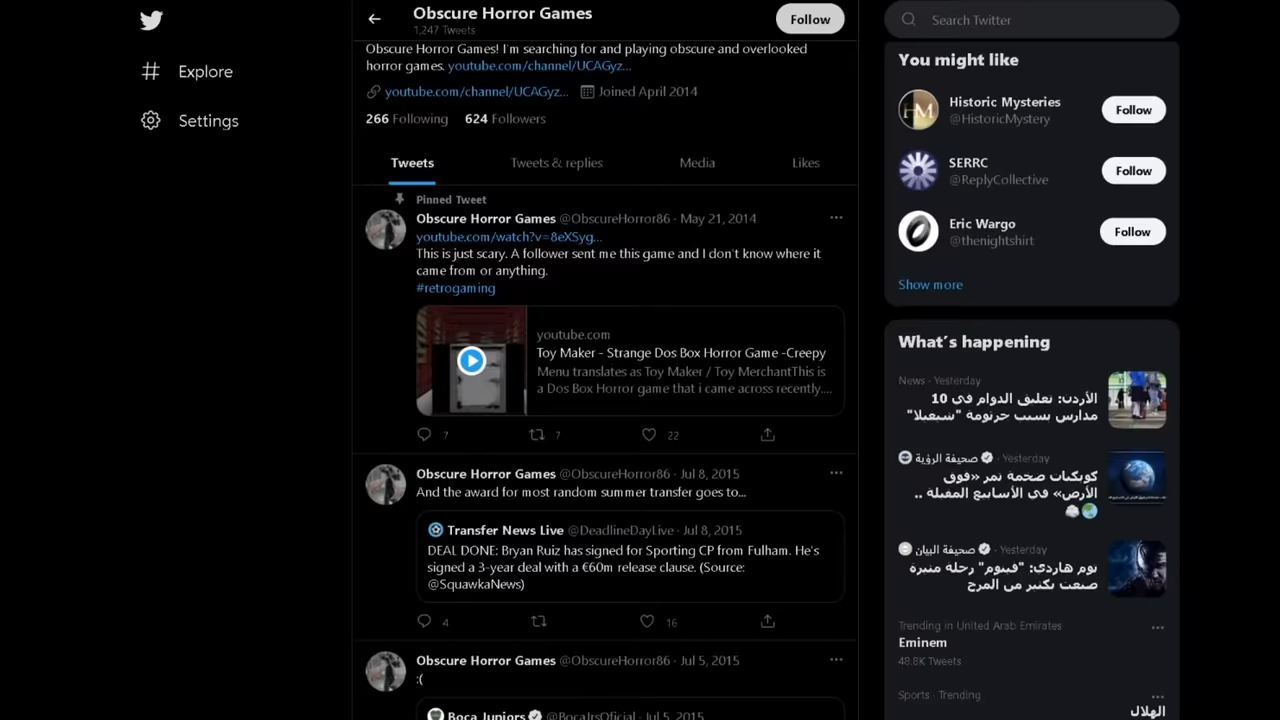 Explore
Settings
Obscure Horror Games
1,247 Tweets
Follow
Obscure Horror Games! I'm searching for and playing obscure and overlooked
horror games. youtube.com/channel/UCAGyz...
youtube.com/channel/UCAGyz... Joined April 2014
266 Following 624 Followers
Tweets Tweets & replies Media Likes
Pinned Tweet
Obscure Horror Games @ObscureHorror86 · May 21, 2014
youtube.com/watch?v=8eXSyg...
This is just scary. A follower sent me this game and I don't know where it
came from or anything.
#retrogaming
youtube.com
Toy Maker - Strange Dos Box Horror Game -Creepy
Menu translates as Toy Maker / Toy MerchantThis is
a Dos Box Horror game that i came across recently....
7 7 22
Obscure Horror Games @ObscureHorror86 · Jul 8, 2015
And the award for most random summer transfer goes to...
Transfer News Live @DeadlineDayLive · Jul 8, 2015
DEAL DONE: Bryan Ruiz has signed for Sporting CP from Fulham. He's
signed a 3-year deal with a €60m release clause. (Source:
@SquawkaNews)
4 16
Obscure Horror Games @ObscureHorror86 · Jul 5, 2015
:(
Boca Juniors @BocaJrsOficial · Jul 5, 2015
Search Twitter
You might like
Historic Mysteries
@HistoricMystery
Follow
SERRC
@ReplyCollective
Follow
Eric Wargo
@thenightshirt
Follow
Show more
What's happening
News · Yesterday
الأردن: تعليق الدوام في 10
مدارس بسبب جرثومة "شيغيلا"
صحيفة الرؤية · Yesterday
كويكبات ضخمة تمر «فوق
الأرض» في الأسابيع المقبلة ..
صحيفة البيان · Yesterday
توم هاردي: "فينوم" رحلة مثيرة
صنعت بكثير من المرح
Trending in United Arab Emirates
Eminem
48.8K Tweets
Sports · Trending
الهلال